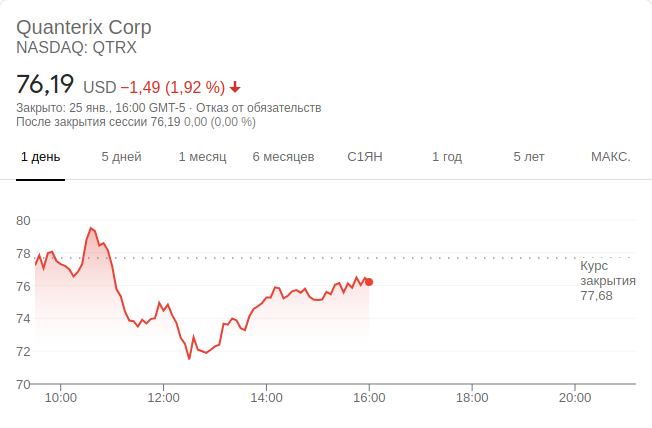 Quanterix Corp
NASDAQ: QTRX
76,19 USD −1,49 (1,92 %)
Закрыто: 25 янв., 16:00 GMT-5 · Отказ от обязательств
После закрытия сессии 76,19 0,00 (0,00 %)
1 день 5 дней 1 месяц 6 месяцев С1ЯН 1 год 5 лет МАКС.
80
78
Курс
закрытия
77,68
76
74
72
70
10:00 12:00 14:00 16:00 18:00 20:00